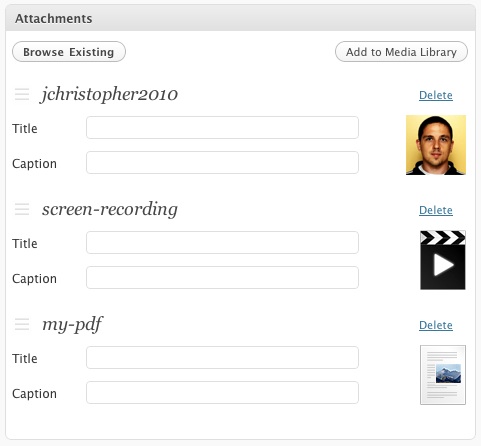 Attachments
Browse Existing Add to Media Library
jchristopher2010 Delete
Title
Caption
screen-recording Delete
Title
Caption
my-pdf Delete
Title
Caption